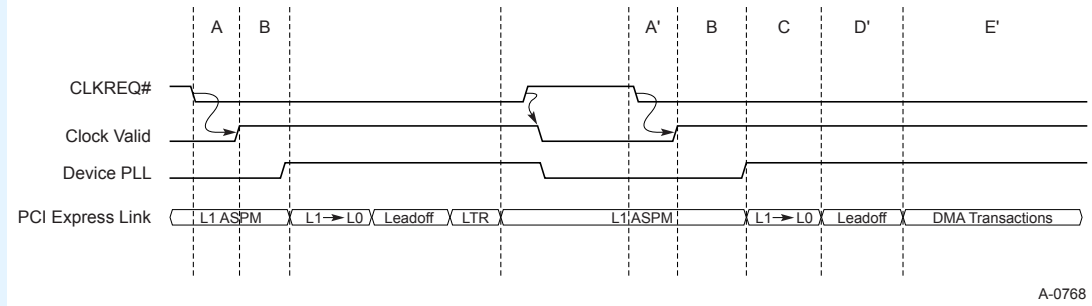 A B A' B C D' E'
CLKREQ#
Clock Valid
Device PLL
PCI Express Link L1 ASPM L1→L0 Leadoff LTR L1 ASPM L1→L0 Leadoff DMA Transactions
A-0768